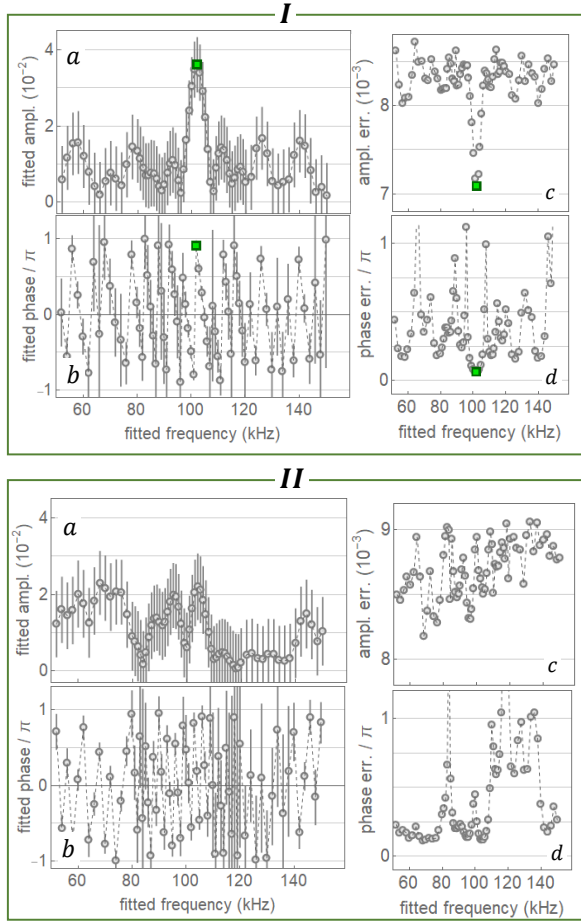 I
a
fitted ampl. (10⁻²)
4
2
0
c
ampl. err. (10⁻³)
8
7
b
fitted phase / π
1
0
−1
60 80 100 120 140
fitted frequency (kHz)
d
phase err. / π
1
0
60 80 100 120 140
fitted frequency (kHz)
II
a
fitted ampl. (10⁻²)
4
2
0
c
ampl. err. (10⁻³)
9
8
b
fitted phase / π
1
0
−1
60 80 100 120 140
fitted frequency (kHz)
d
phase err. / π
1
0
60 80 100 120 140
fitted frequency (kHz)